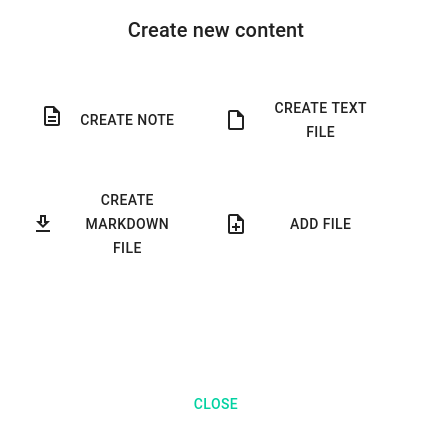 Create new content
CREATE NOTE
CREATE TEXT
FILE
CREATE
MARKDOWN
FILE
ADD FILE
CLOSE